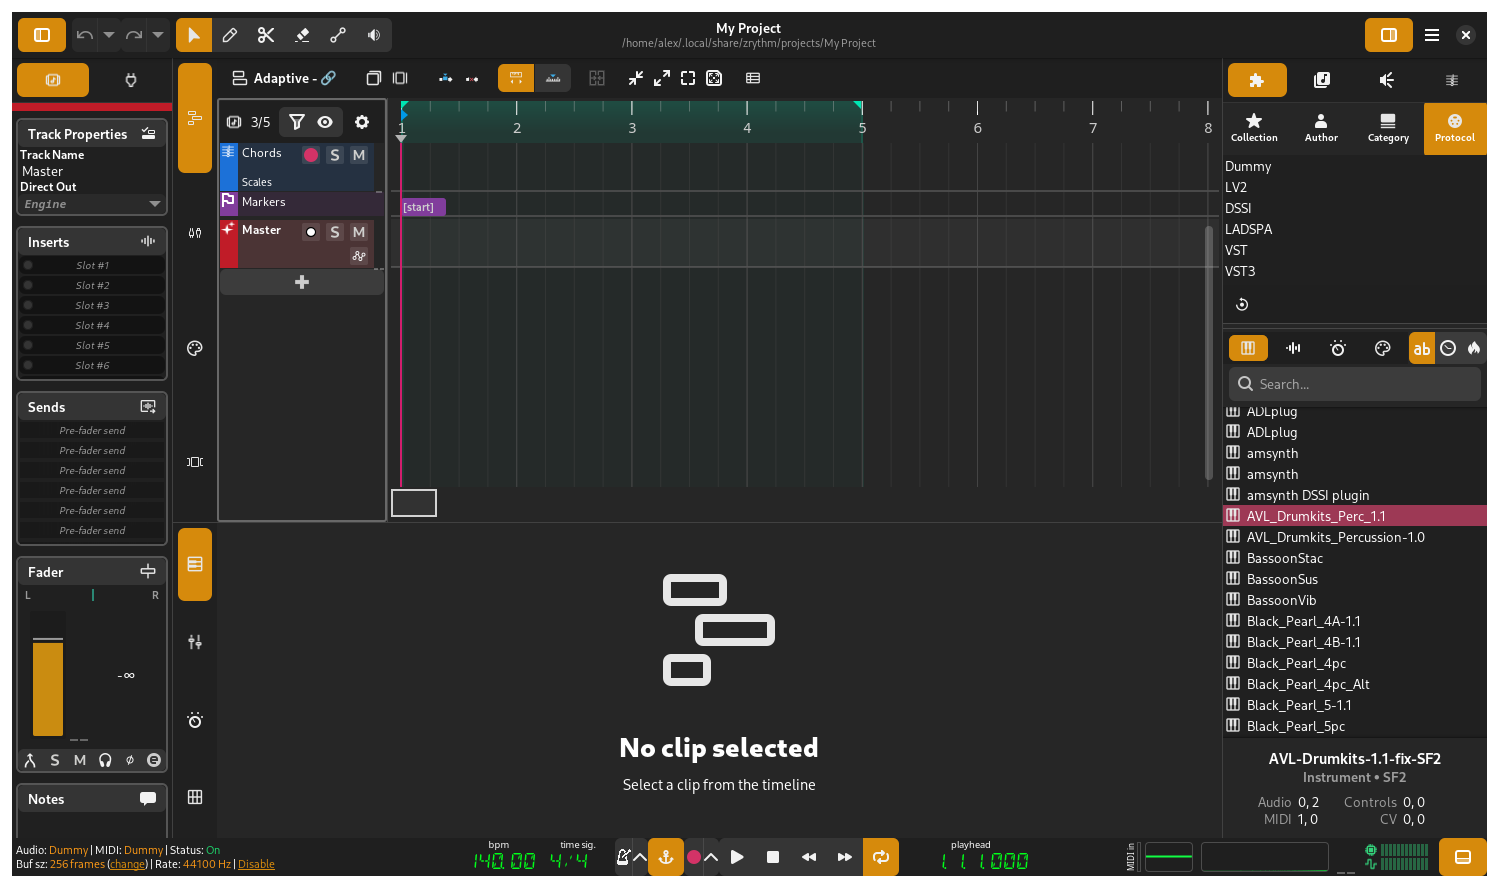 My Project
/home/alex/.local/share/zrythm/projects/My Project
Track Properties
Track Name
Master
Direct Out
Engine
Inserts
Slot #1
Slot #2
Slot #3
Slot #4
Slot #5
Slot #6
Sends
Pre-fader send
Pre-fader send
Pre-fader send
Pre-fader send
Pre-fader send
Pre-fader send
Fader
L R
-∞
S M
Notes
Adaptive -
3/5
1 2 3 4 5 6 7 8
Chords S M
Scales
Markers
[start]
Master S M
No clip selected
Select a clip from the timeline
Collection Author Category Protocol
Dummy
LV2
DSSI
LADSPA
VST
VST3
ab
Search...
ADLplug
ADLplug
amsynth
amsynth
amsynth DSSI plugin
AVL_Drumkits_Perc_1.1
AVL_Drumkits_Percussion-1.0
BassoonStac
BassoonSus
BassoonVib
Black_Pearl_4A-1.1
Black_Pearl_4B-1.1
Black_Pearl_4pc
Black_Pearl_4pc_Alt
Black_Pearl_5-1.1
Black_Pearl_5pc
AVL-Drumkits-1.1-fix-SF2
Instrument • SF2
Audio 0, 2 Controls 0, 0
MIDI 1, 0 CV 0, 0
Audio: Dummy | MIDI: Dummy | Status: On
Buf sz: 256 frames (change) | Rate: 44100 Hz | Disable
bpm
140.00
time sig.
4/4
playhead
1.1.1.000
MIDI in